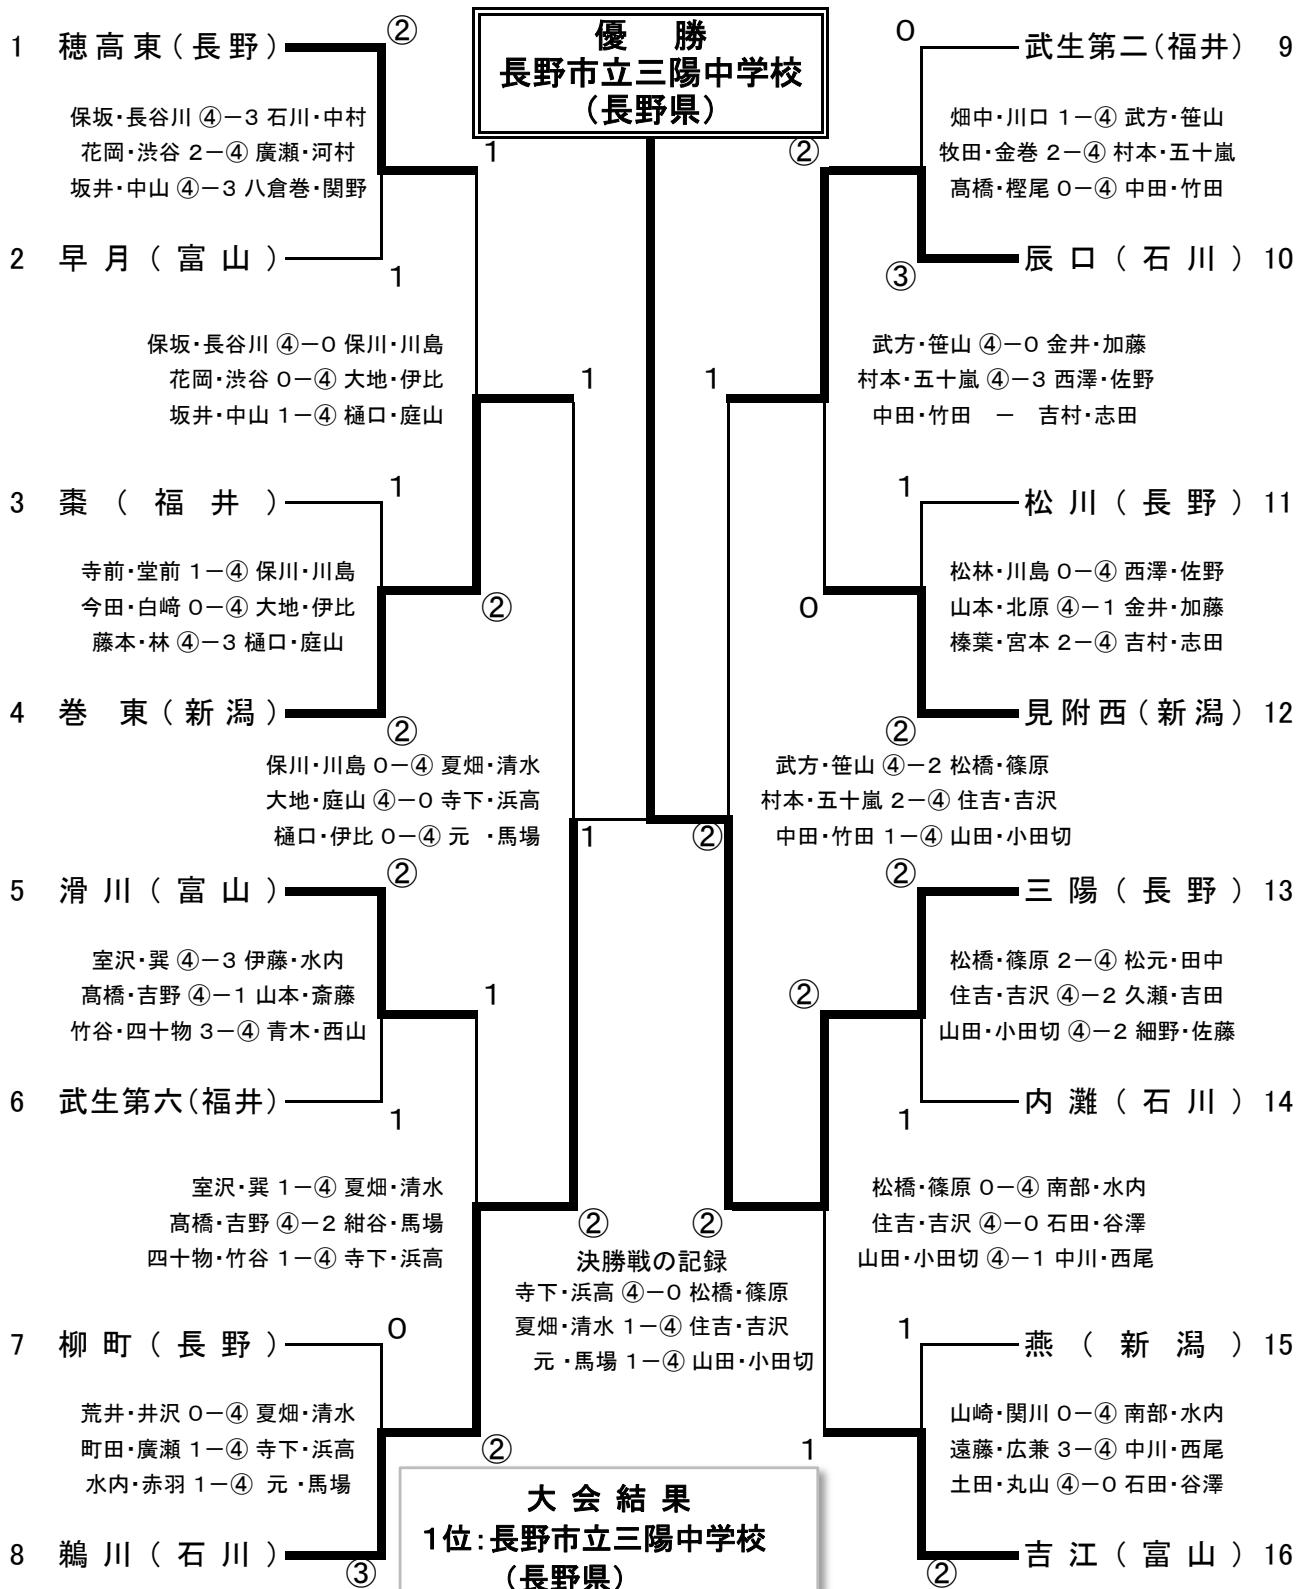 優　勝
長野市立三陽中学校
（長野県）
1 穂高東(長野)
②
保坂・長谷川 ④－3 石川・中村
花岡・渋谷 2－④ 廣瀬・河村
坂井・中山 ④－3 八倉巻・関野
1
2 早月(富山)
1
保坂・長谷川 ④－0 保川・川島
花岡・渋谷 0－④ 大地・伊比
坂井・中山 1－④ 樋口・庭山
1
3 棗(福井)
1
寺前・堂前 1－④ 保川・川島
今田・白﨑 0－④ 大地・伊比
藤本・林 ④－3 樋口・庭山
②
4 巻東(新潟)
②
保川・川島 0－④ 夏畑・清水
大地・庭山 ④－0 寺下・浜高
樋口・伊比 0－④ 元・馬場
1
5 滑川(富山)
②
室沢・巽 ④－3 伊藤・水内
髙橋・吉野 ④－1 山本・斎藤
竹谷・四十物 3－④ 青木・西山
1
6 武生第六(福井)
1
室沢・巽 1－④ 夏畑・清水
髙橋・吉野 ④－2 紺谷・馬場
四十物・竹谷 1－④ 寺下・浜高
②
7 柳町(長野)
0
荒井・井沢 0－④ 夏畑・清水
町田・廣瀬 1－④ 寺下・浜高
水内・赤羽 1－④ 元・馬場
②
8 鵜川(石川)
③
0
武生第二(福井) 9
②
畑中・川口 1－④ 武方・笹山
牧田・金巻 2－④ 村本・五十嵐
髙橋・樫尾 0－④ 中田・竹田
辰口(石川) 10
③
武方・笹山 ④－0 金井・加藤
村本・五十嵐 ④－3 西澤・佐野
中田・竹田 － 吉村・志田
1
1
松川(長野) 11
松林・川島 0－④ 西澤・佐野
山本・北原 ④－1 金井・加藤
榛葉・宮本 2－④ 吉村・志田
0
見附西(新潟) 12
②
武方・笹山 ④－2 松橋・篠原
村本・五十嵐 2－④ 住吉・吉沢
中田・竹田 1－④ 山田・小田切
②
②
三陽(長野) 13
松橋・篠原 2－④ 松元・田中
住吉・吉沢 ④－2 久瀬・吉田
山田・小田切 ④－2 細野・佐藤
②
内灘(石川) 14
1
松橋・篠原 0－④ 南部・水内
住吉・吉沢 ④－0 石田・谷澤
山田・小田切 ④－1 中川・西尾
②
1
燕(新潟) 15
山崎・関川 0－④ 南部・水内
遠藤・広兼 3－④ 中川・西尾
土田・丸山 ④－0 石田・谷澤
1
吉江(富山) 16
②
決勝戦の記録
寺下・浜高 ④－0 松橋・篠原
夏畑・清水 1－④ 住吉・吉沢
元・馬場 1－④ 山田・小田切
大会結果
1位：長野市立三陽中学校
（長野県）